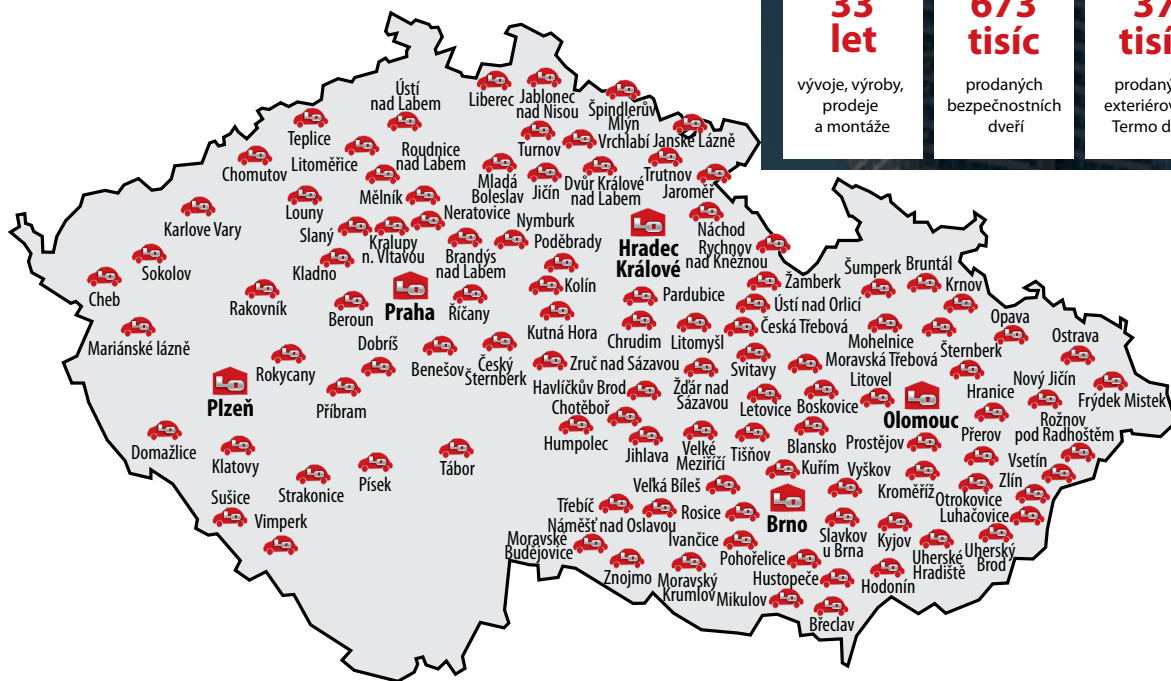 33
let
vývoje, výroby,
prodeje
a montáže
673
tisíc
prodaných
bezpečnostních
dveří
37
Termo
Ústí
nad Labem
Liberec
Jablonec
nad Nisou
Špindlerův
Mlýn
Teplice
Vrchlabí
Janské Lázně
Litoměřice
Roudnice
nad Labem
Turnov
Chomutov
Trutnov
Mladá
Boleslav
Jičín
Dvůr Králové
nad Labem
Jaroměř
Louny
Mělník
Neratovice
Nymburk
Karlove Vary
Slaný
Kralupy
n. Vltavou
Brandýs
nad Labem
Poděbrady
Hradec
Králové
Náchod
Rychnov
nad Kněžnou
Sokolov
Kladno
Cheb
Rakovník
Beroun
Praha
Říčany
Kolín
Pardubice
Žamberk
Šumperk
Bruntál
Krnov
Ústí nad Orlicí
Mariánské lázně
Dobříš
Kutná Hora
Chrudim
Litomyšl
Česká Třebová
Mohelnice
Opava
Ostrava
Rokycany
Benešov
Český
Šternberk
Zruč nad Sázavou
Svitavy
Moravská Třebová
Šternberk
Plzeň
Příbram
Havlíčkův Brod
Žďár nad
Sázavou
Letovice
Boskovice
Litovel
Olomouc
Hranice
Nový Jičín
Frýdek Mistek
Chotěboř
Domažlice
Klatovy
Tábor
Humpolec
Jihlava
Velké
Meziříčí
Tišňov
Blansko
Prostějov
Přerov
Rožnov
pod Radhoštěm
Strakonice
Písek
Kuřim
Vyškov
Kroměříž
Vsetín
Zlín
Otrokovice
Luhačovice
Sušice
Vimperk
Veľká Bíleš
Třebíč
Náměšť nad Oslavou
Rosice
Brno
Moravské
Budějovice
Ivančice
Slavkov
u Brna
Kyjov
Uherské
Hradiště
Uherský
Brod
Znojmo
Moravský
Krumlov
Pohořelice
Hustopeče
Mikulov
Hodonín
Břeclav